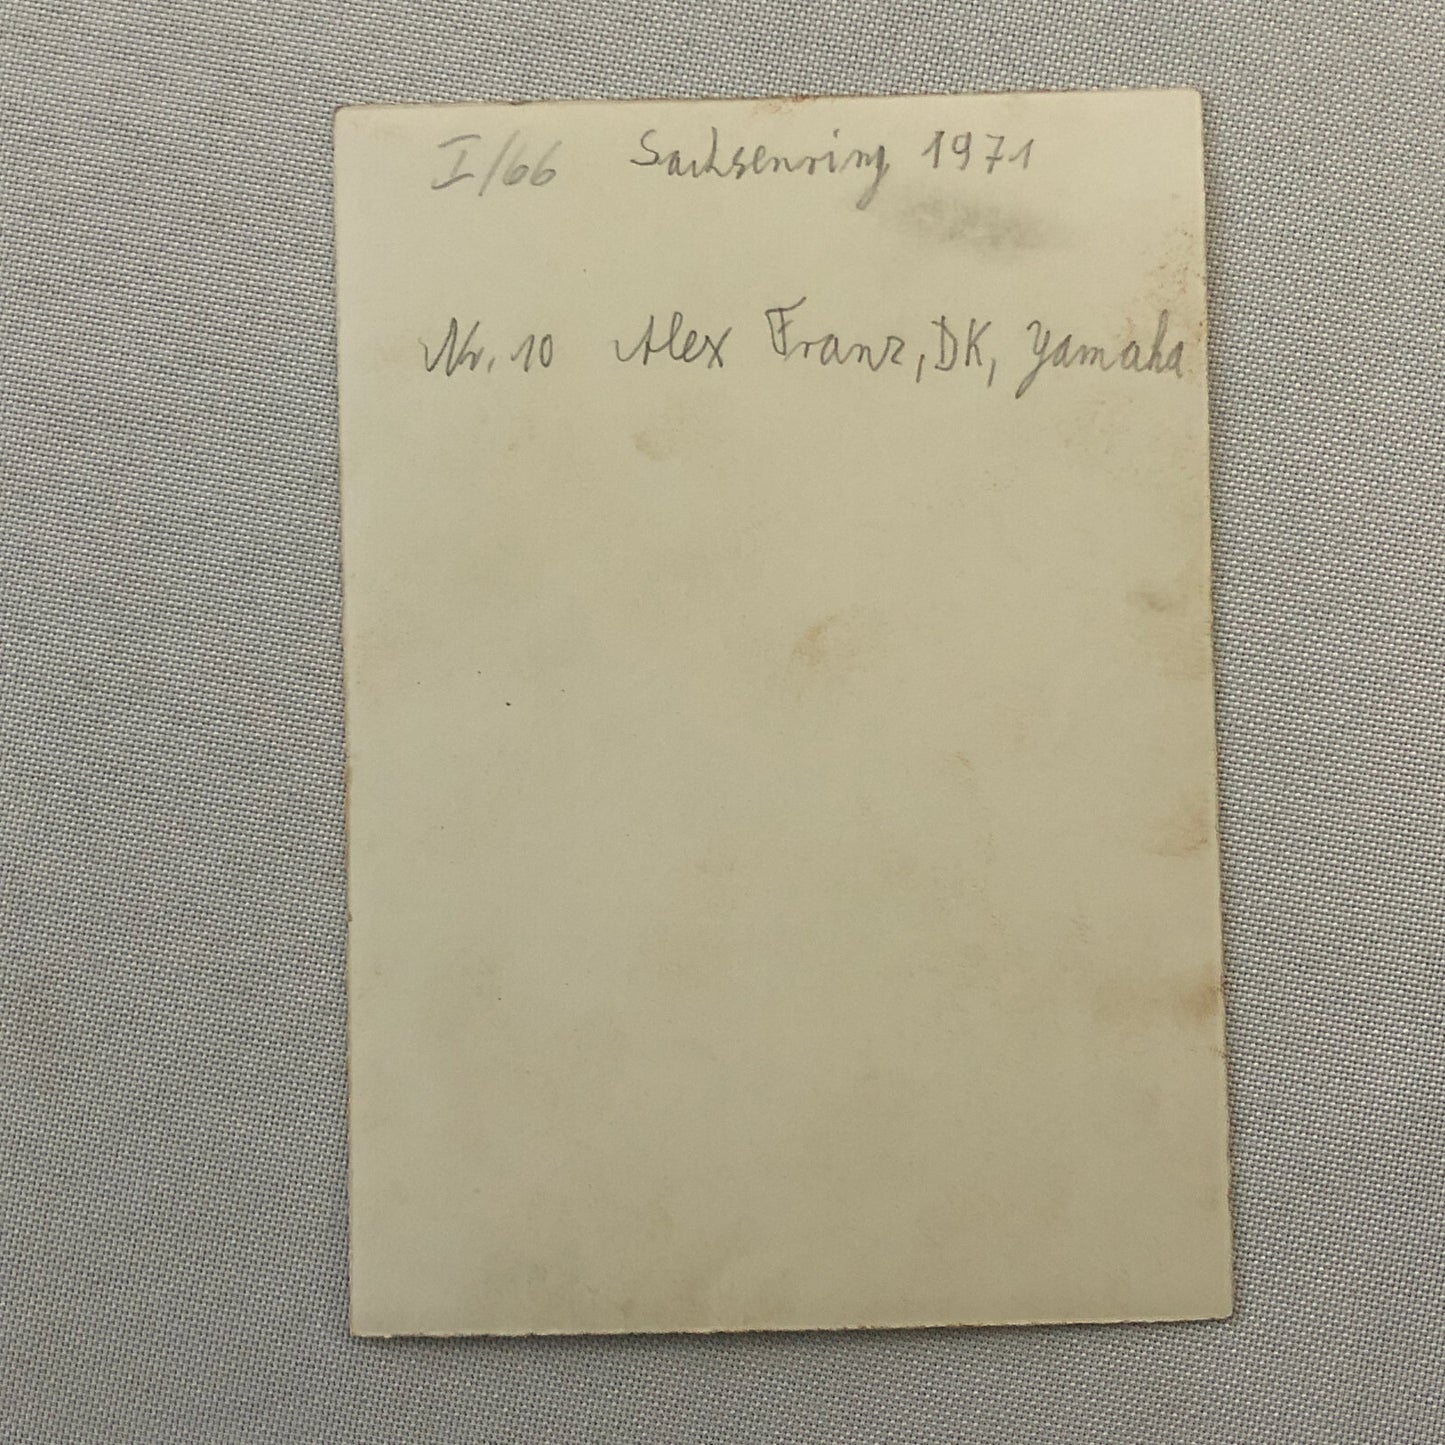 I/66 Sachsenring 1971
Nr. 10 Alex Franz, DK, Yamaha